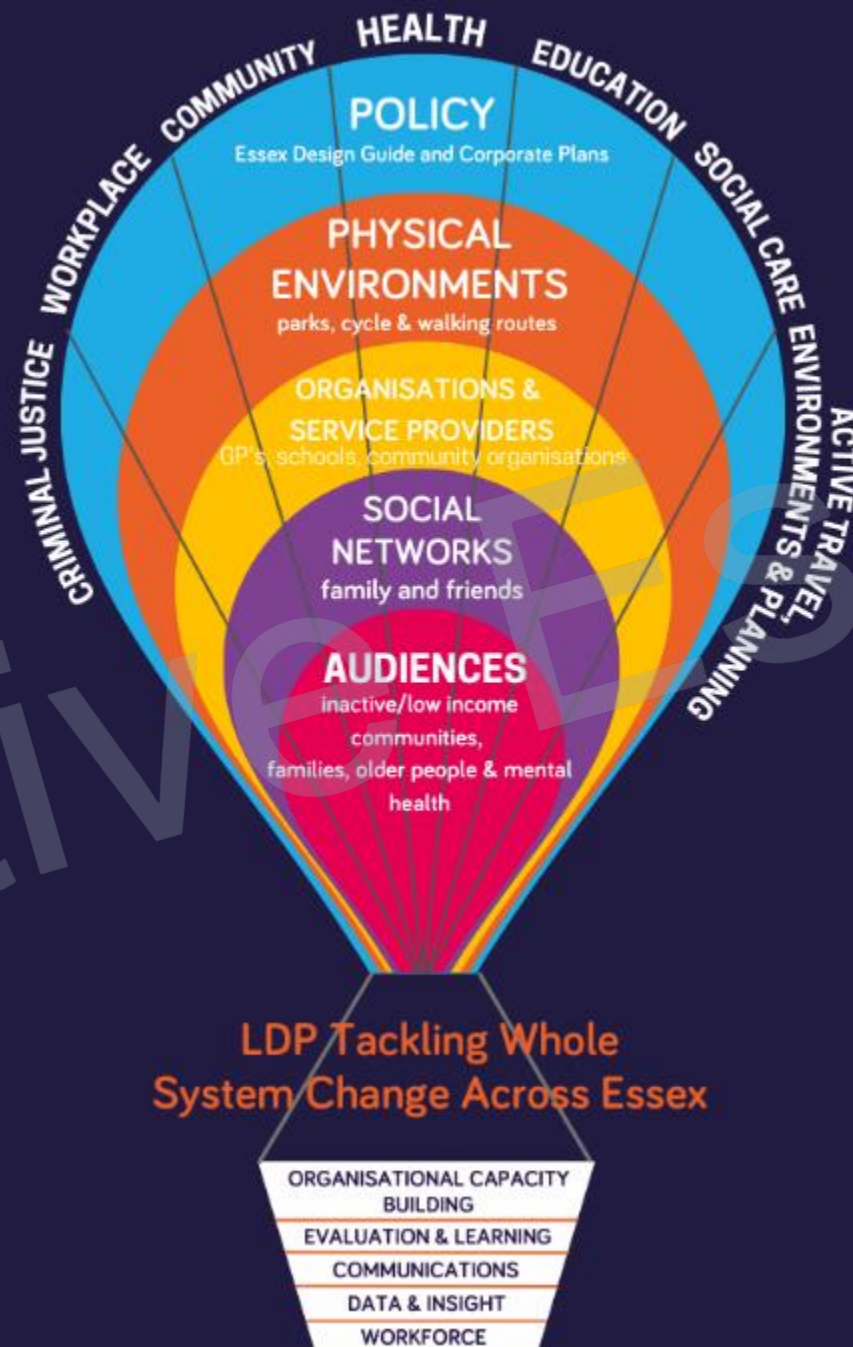 CRIMINAL JUSTICE
WORKPLACE
COMMUNITY
HEALTH
EDUCATION
SOCIAL CARE
ACTIVE TRAVEL,
ENVIRONMENTS & PLANNING
POLICY
Essex Design Guide and Corporate Plans
PHYSICAL
ENVIRONMENTS
parks, cycle & walking routes
ORGANISATIONS &
SERVICE PROVIDERS
GP's, schools, community organisations
SOCIAL
NETWORKS
family and friends
AUDIENCES
inactive/low income
communities,
families, older people & mental
health
LDP Tackling Whole
System Change Across Essex
ORGANISATIONAL CAPACITY
BUILDING
EVALUATION & LEARNING
COMMUNICATIONS
DATA & INSIGHT
WORKFORCE